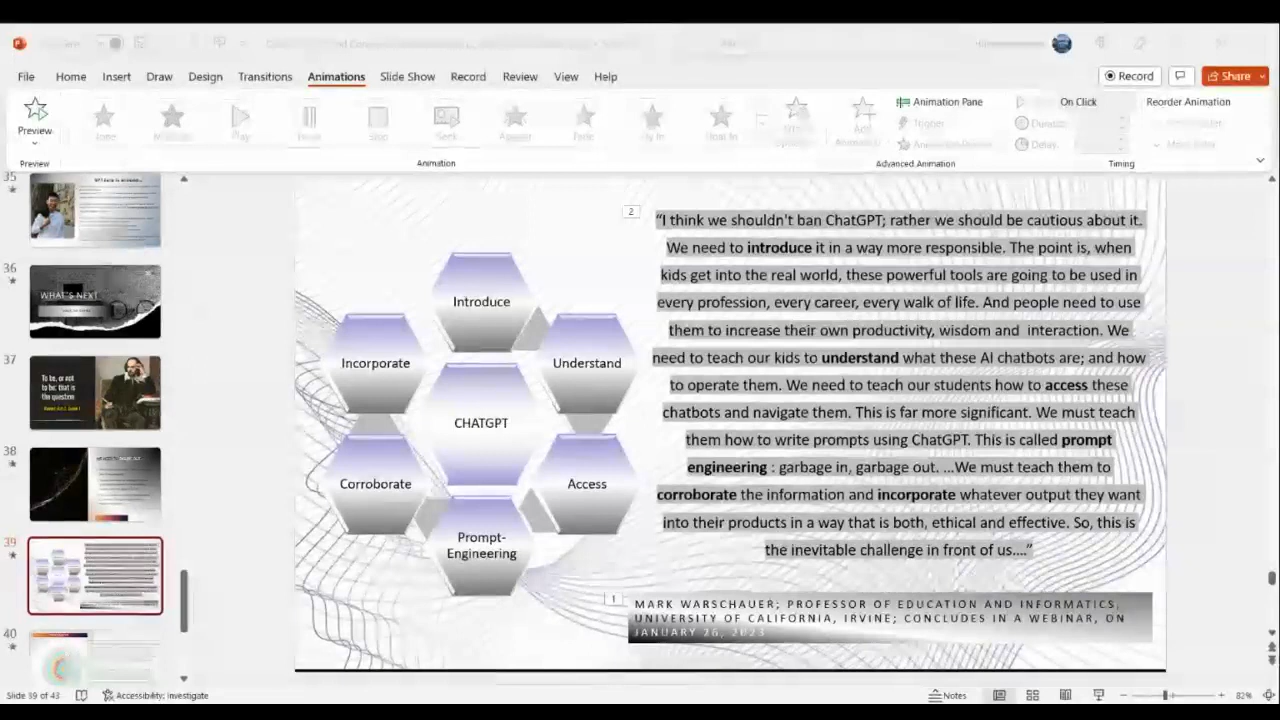 File Home Insert Draw Design Transitions Animations Slide Show Record Review View Help
Record Share
Preview
Animation Pane
On Click
Reorder Animation
Trigger
Duration
Delay
Preview Animation Advanced Animation Timing
35
36
WHAT'S NEXT
37
To be, or not
to be: that is
the question
38
39
40
2
“I think we shouldn't ban ChatGPT; rather we should be cautious about it.
We need to introduce it in a way more responsible. The point is, when
kids get into the real world, these powerful tools are going to be used in
every profession, every career, every walk of life. And people need to use
them to increase their own productivity, wisdom and interaction. We
need to teach our kids to understand what these AI chatbots are; and how
to operate them. We need to teach our students how to access these
chatbots and navigate them. This is far more significant. We must teach
them how to write prompts using ChatGPT. This is called prompt
engineering : garbage in, garbage out. ...We must teach them to
corroborate the information and incorporate whatever output they want
into their products in a way that is both, ethical and effective. So, this is
the inevitable challenge in front of us....”
Introduce
Incorporate
Understand
CHATGPT
Corroborate
Access
Prompt-
Engineering
1
MARK WARSCHAUER; PROFESSOR OF EDUCATION AND INFORMATICS,
UNIVERSITY OF CALIFORNIA, IRVINE; CONCLUDES IN A WEBINAR, ON
JANUARY 26, 2023
Slide 39 of 43 Accessibility: Investigate Notes 82%